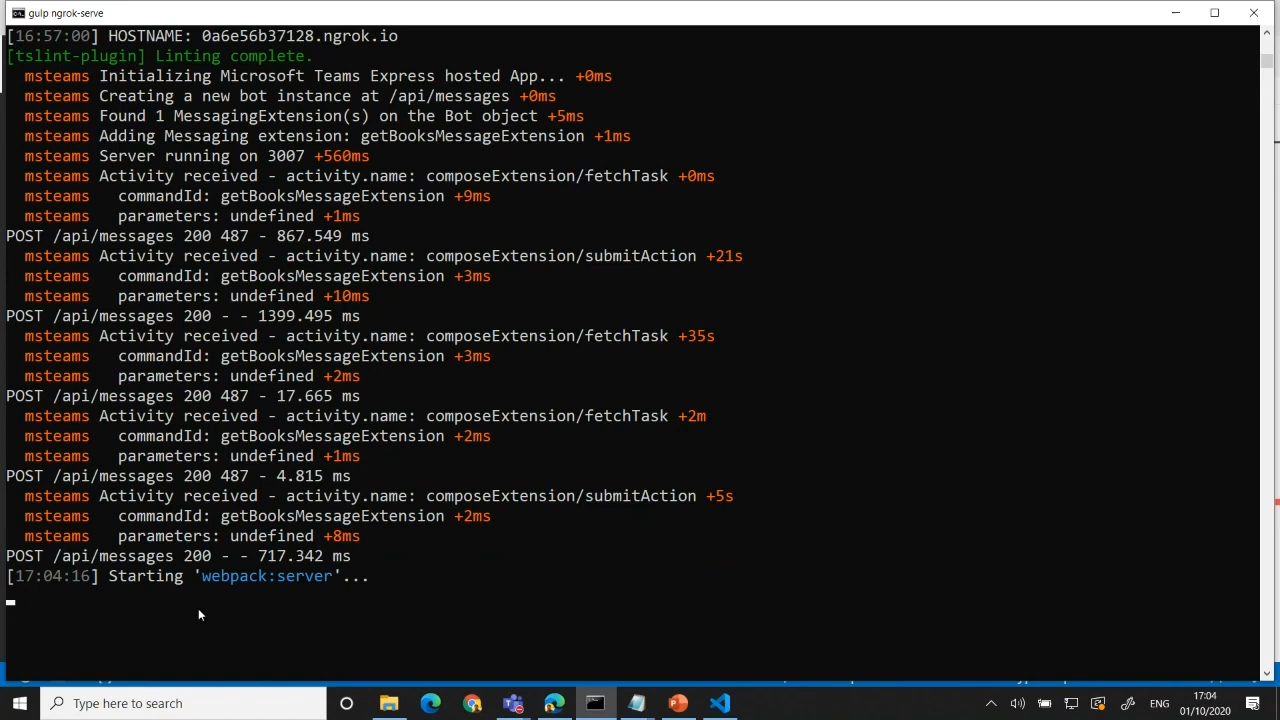 gulp ngrok-serve
[16:57:00] HOSTNAME: 0a6e56b37128.ngrok.io
[tslint-plugin] Linting complete.
msteams Initializing Microsoft Teams Express hosted App... +0ms
msteams Creating a new bot instance at /api/messages +0ms
msteams Found 1 MessagingExtension(s) on the Bot object +5ms
msteams Adding Messaging extension: getBooksMessageExtension +1ms
msteams Server running on 3007 +560ms
msteams Activity received - activity.name: composeExtension/fetchTask +0ms
msteams   commandId: getBooksMessageExtension +9ms
msteams   parameters: undefined +1ms
POST /api/messages 200 487 - 867.549 ms
msteams Activity received - activity.name: composeExtension/submitAction +21s
msteams   commandId: getBooksMessageExtension +3ms
msteams   parameters: undefined +10ms
POST /api/messages 200 - - 1399.495 ms
msteams Activity received - activity.name: composeExtension/fetchTask +35s
msteams   commandId: getBooksMessageExtension +3ms
msteams   parameters: undefined +2ms
POST /api/messages 200 487 - 17.665 ms
msteams Activity received - activity.name: composeExtension/fetchTask +2m
msteams   commandId: getBooksMessageExtension +2ms
msteams   parameters: undefined +1ms
POST /api/messages 200 487 - 4.815 ms
msteams Activity received - activity.name: composeExtension/submitAction +5s
msteams   commandId: getBooksMessageExtension +2ms
msteams   parameters: undefined +8ms
POST /api/messages 200 - - 717.342 ms
[17:04:16] Starting 'webpack:server'...
Type here to search
ENG
17:04
01/10/2020